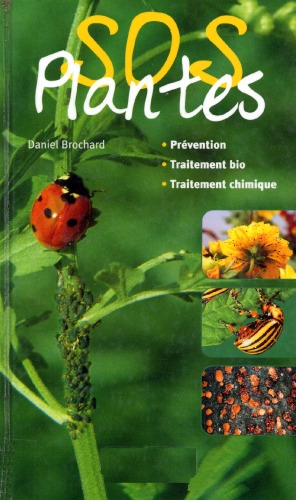 SOS
Plantes
Daniel Brochard
• Prévention
• Traitement bio
• Traitement chimique